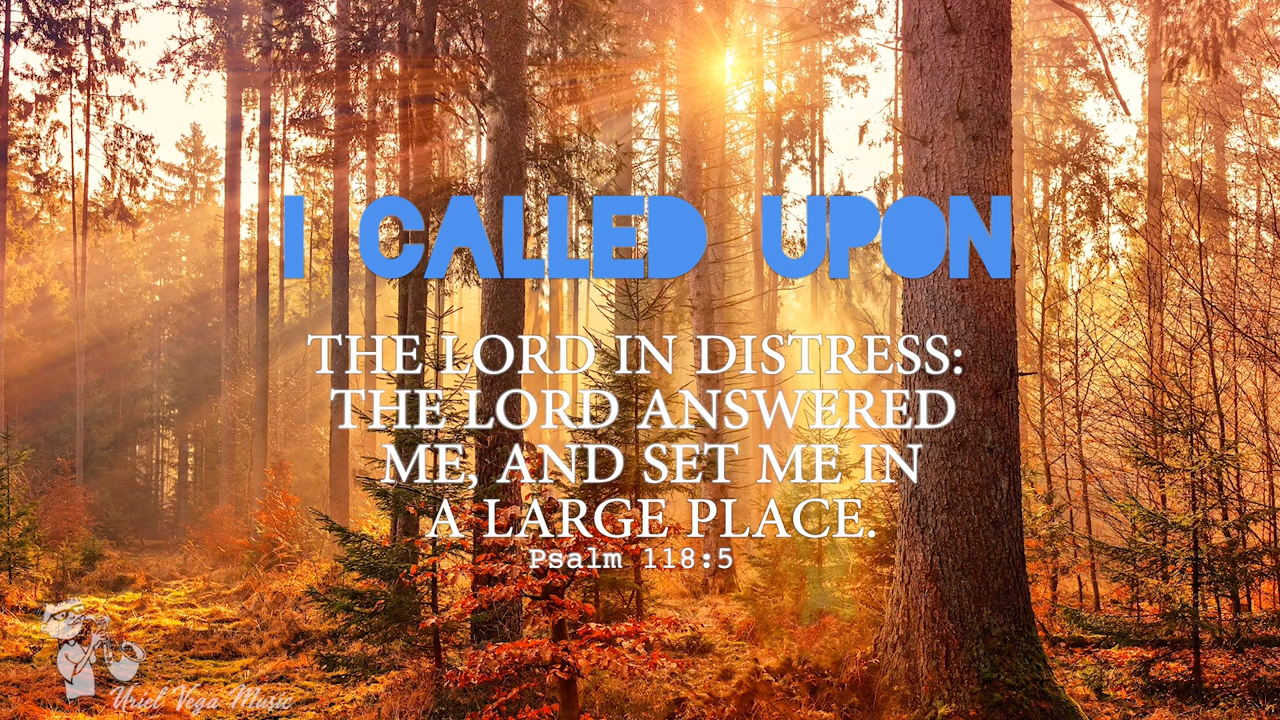 I CALLED UPON
THE LORD IN DISTRESS:
THE LORD ANSWERED
ME, AND SET ME IN
A LARGE PLACE.
Psalm 118:5
Uriel Vega Music